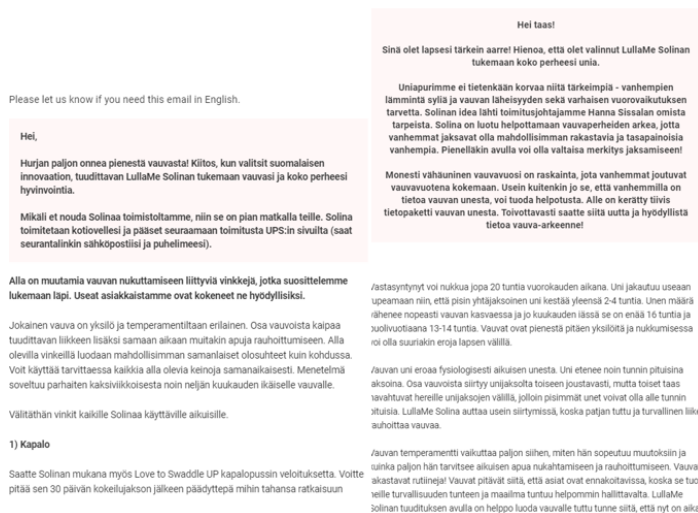 Please let us know if you need this email in English.
Hei,
Hurjan paljon onnea pienestä vauvasta! Kiitos, kun valitsit suomalaisen
innovaation, tuudittavan LullaMe Solinan tukemaan vauvasi ja koko perheesi
hyvinvointia.
Mikäli et nouda Solinaa toimistoltamme, niin se on pian matkalla teille. Solina
toimitetaan kotiovellesi ja pääset seuraamaan toimitusta UPS:in sivuilta (saat
seurantalinkin sähköpostiisi ja puhelimeesi).
Alla on muutamia vauvan nukuttamiseen liittyviä vinkkejä, jotka suosittelemme
lukemaan läpi. Useat asiakkaistamme ovat kokeneet ne hyödyllisiksi.
Jokainen vauva on yksilö ja temperamentiltaan erilainen. Osa vauvoista kaipaa
tuudittavan liikkeen lisäksi samaan aikaan muitakin apuja rauhoittumiseen. Alla
olevilla vinkeillä luodaan mahdollisimman samanlaiset olosuhteet kuin kohdussa.
Voit käyttää tarvittaessa kaikkia alla olevia keinoja samanaikaisesti. Menetelmä
soveltuu parhaiten kaksiviikkoisesta noin neljän kuukauden ikäiselle vauvalle.
Välitäthän vinkit kaikille Solinaa käyttäville aikuisille.
1) Kapalo
Saatte Solinan mukana myös Love to Swaddle UP kapalopussin veloituksetta. Voitte
pitää sen 30 päivän kokeilujakson jälkeen päädyttepä mihin tahansa ratkaisuun
Hei taas!
Sinä olet lapsesi tärkein aarre! Hienoa, että olet valinnut LullaMe Solinan
tukemaan koko perheesi unia.
Uniapurimme ei tietenkään korvaa niitä tärkeimpiä - vanhempien
lämmintä syliä ja vauvan läheisyyden sekä varhaisen vuorovaikutuksen
tarvetta. Solinan idea lähti toimitusjohtajamme Hanna Sissalan omista
tarpeista. Solina on luotu helpottamaan vauvaperheiden arkea, jotta
vanhemmat jaksavat olla mahdollisimman rakastavia ja tasapainoisia
vanhempia. Pienelläkin avulla voi olla valtaisa merkitys jaksamiseen!
Monesti vähäuninen vauvavuosi on raskainta, jota vanhemmat joutuvat
vauvavuotena kokemaan. Usein kuitenkin jo se, että vanhemmilla on
tietoa vauvan unesta, voi tuoda helpotusta. Alle on kerätty tiivis
tietopaketti vauvan unesta. Toivottavasti saatte siitä uutta ja hyödyllistä
tietoa vauva-arkeenne!
Vastasyntynyt voi nukkua jopa 20 tuntia vuorokauden aikana. Uni jakautuu useaan
rupeamaan niin, että pisin yhtäjaksoinen uni kestää yleensä 2-4 tuntia. Unen määrä
vähenee nopeasti vauvan kasvaessa ja jo kuukauden iässä se on enää 16 tuntia ja
puolivuotiaana 13-14 tuntia. Vauvat ovat pienestä pitäen yksilöitä ja nukkumisessa
voi olla suuriakin eroja lapsen välillä.
Vauvan uni eroaa fysiologisesti aikuisen unesta. Uni etenee noin tunnin pituisina
jaksoina. Osa vauvoista siirtyy unijaksolta toiseen joustavasti, mutta toiset taas
havahtuvat hereille unijaksojen välillä, jolloin pisimmät unet voivat olla alle tunnin
pituisia. LullaMe Solina auttaa usein siirtymissä, koska patjan tuttu ja turvallinen liike
rauhoittaa vauvaa.
Vauvan temperamentti vaikuttaa paljon siihen, miten hän sopeutuu muutoksiin ja
kuinka paljon hän tarvitsee aikuisen apua nukahtamiseen ja rauhoittumiseen. Vauvat
rakastavat rutiineja! Vauvat pitävät siitä, että asiat ovat ennakoitavissa, koska se tuo
heille turvallisuuden tunteen ja maailma tuntuu helpommin hallittavalta. LullaMe
Solinan tuudituksen avulla on helppo luoda vauvalle tuttu tunne siitä, että nyt on aika